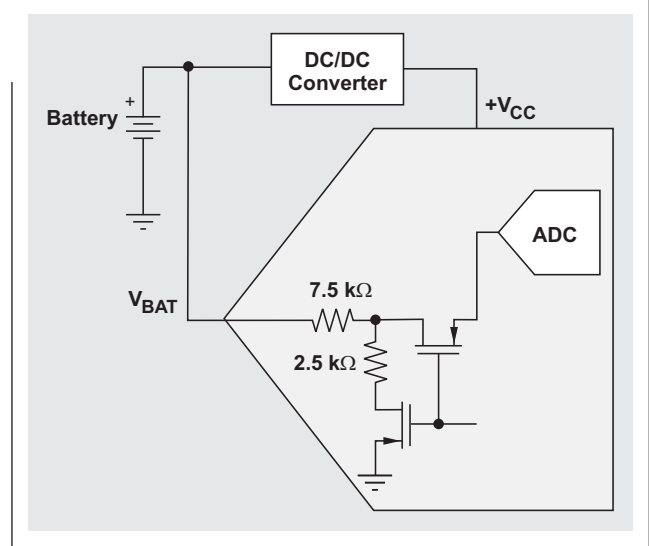 DC/DC
Converter
+
Battery
+VCC
ADC
7.5 kΩ
VBAT
2.5 kΩ